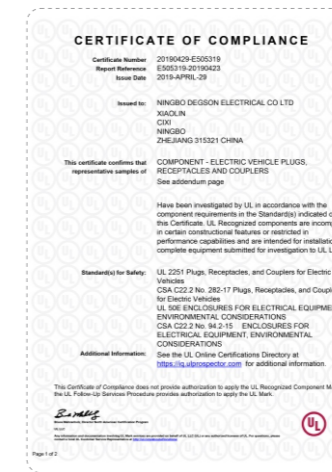 CERTIFICATE OF COMPLIANCE
Certificate Number 20190429-E505319
Report Reference E505319-20190423
Issue Date 2019-APRIL-29
Issued to: NINGBO DEGSON ELECTRICAL CO LTD
XIAOLIN
CIXI
NINGBO
ZHEJIANG 315321 CHINA
This certificate confirms that COMPONENT - ELECTRIC VEHICLE PLUGS,
representative samples of RECEPTACLES AND COUPLERS
See addendum page
Have been investigated by UL in accordance with the
component requirements in the Standard(s) indicated
this Certificate. UL Recognized components are
in certain constructional features or restricted in
performance capabilities and are intended for
complete equipment submitted for investigation to UL
Standard(s) for Safety: UL 2251 Plugs, Receptacles, and Couplers for Electric
Vehicles
CSA C22.2 No. 282-17 Plugs, Receptacles, and
for Electric Vehicles
UL 50E ENCLOSURES FOR ELECTRICAL
ENVIRONMENTAL CONSIDERATIONS
CSA C22.2 No. 94.2-15 ENCLOSURES FOR
ELECTRICAL EQUIPMENT, ENVIRONMENTAL
CONSIDERATIONS
Additional Information: See the UL Online Certifications Directory at
https://iq.ulprospector.com for additional information.
This Certificate of Compliance does not provide authorization to apply the UL Recognized Component
the UL Follow-Up Services Procedure provides authorization to apply the UL Mark.
UL
Page 1 of 2